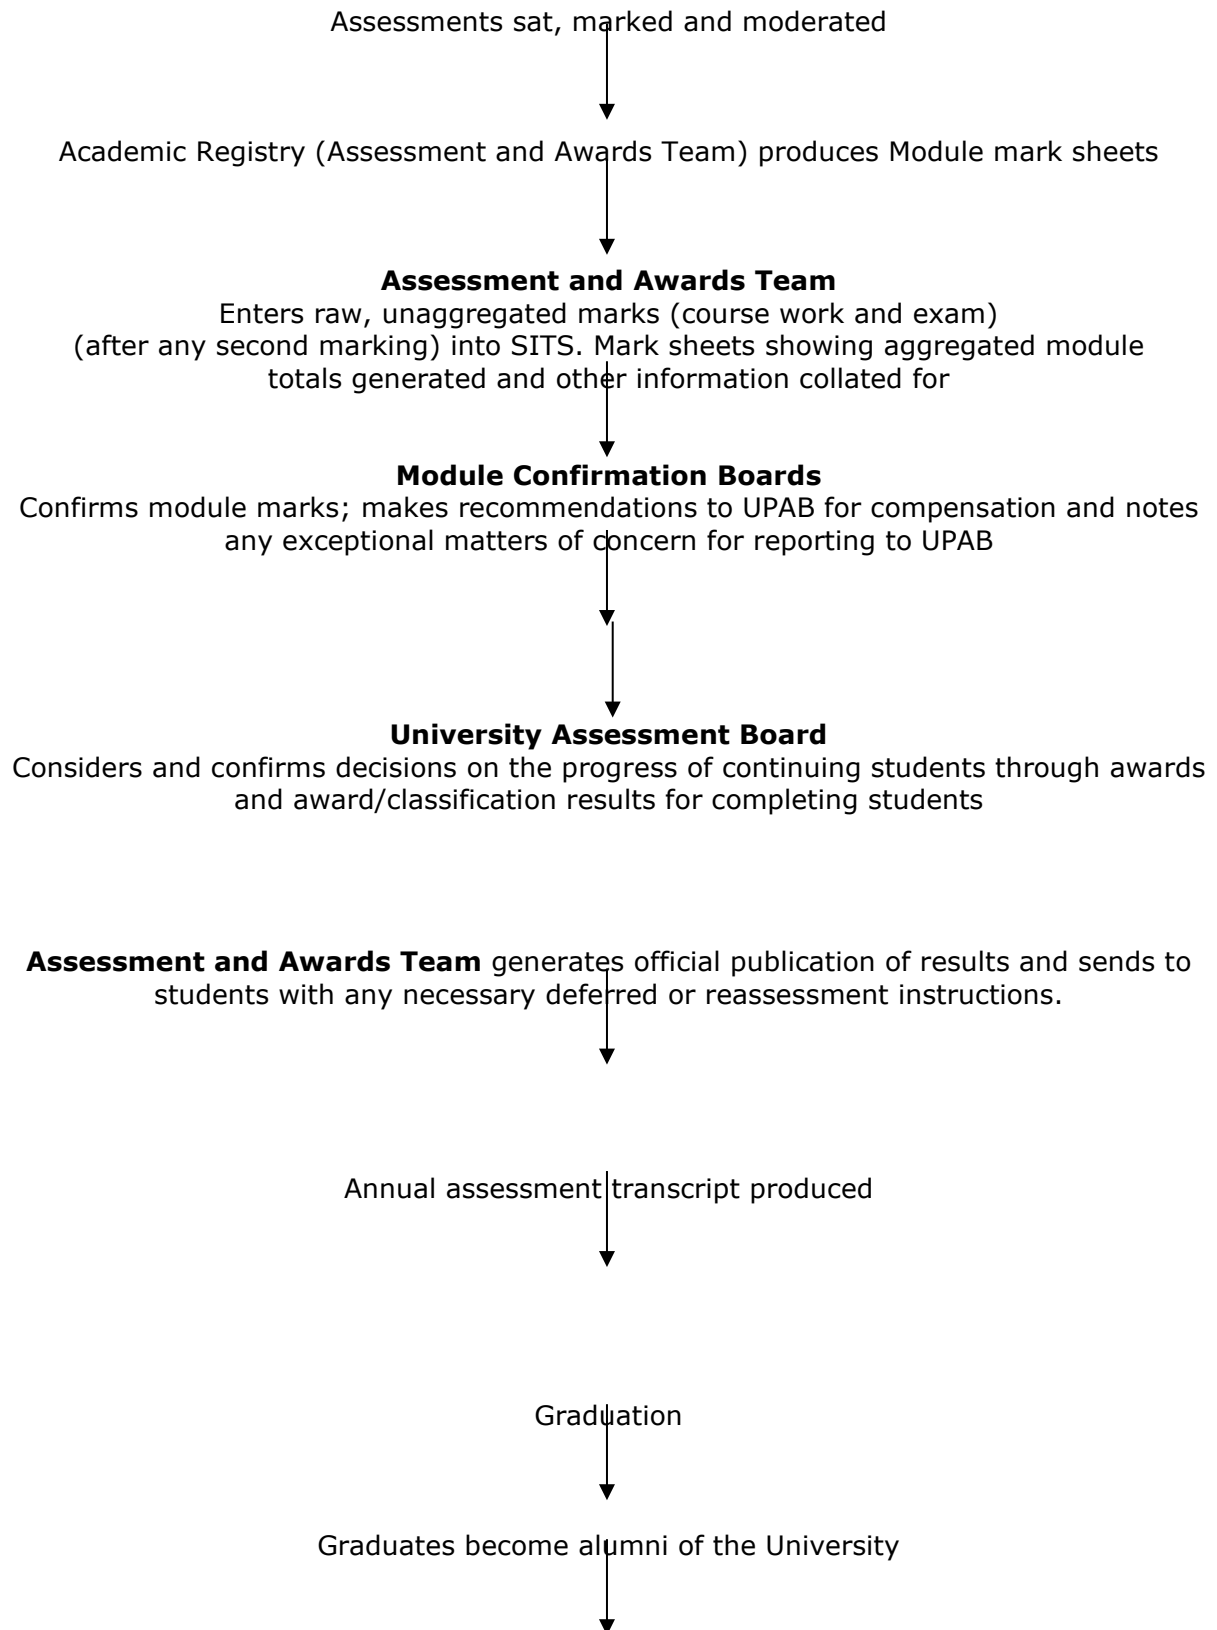 Assessments sat, marked and moderated
Academic Registry (Assessment and Awards Team) produces Module mark sheets
Assessment and Awards Team
Enters raw, unaggregated marks (course work and exam)
(after any second marking) into SITS. Mark sheets showing aggregated module
totals generated and other information collated for
Module Confirmation Boards
Confirms module marks; makes recommendations to UPAB for compensation and notes
any exceptional matters of concern for reporting to UPAB
University Assessment Board
Considers and confirms decisions on the progress of continuing students through awards
and award/classification results for completing students
Assessment and Awards Team generates official publication of results and sends to
students with any necessary deferred or reassessment instructions.
Annual assessment transcript produced
Graduation
Graduates become alumni of the University